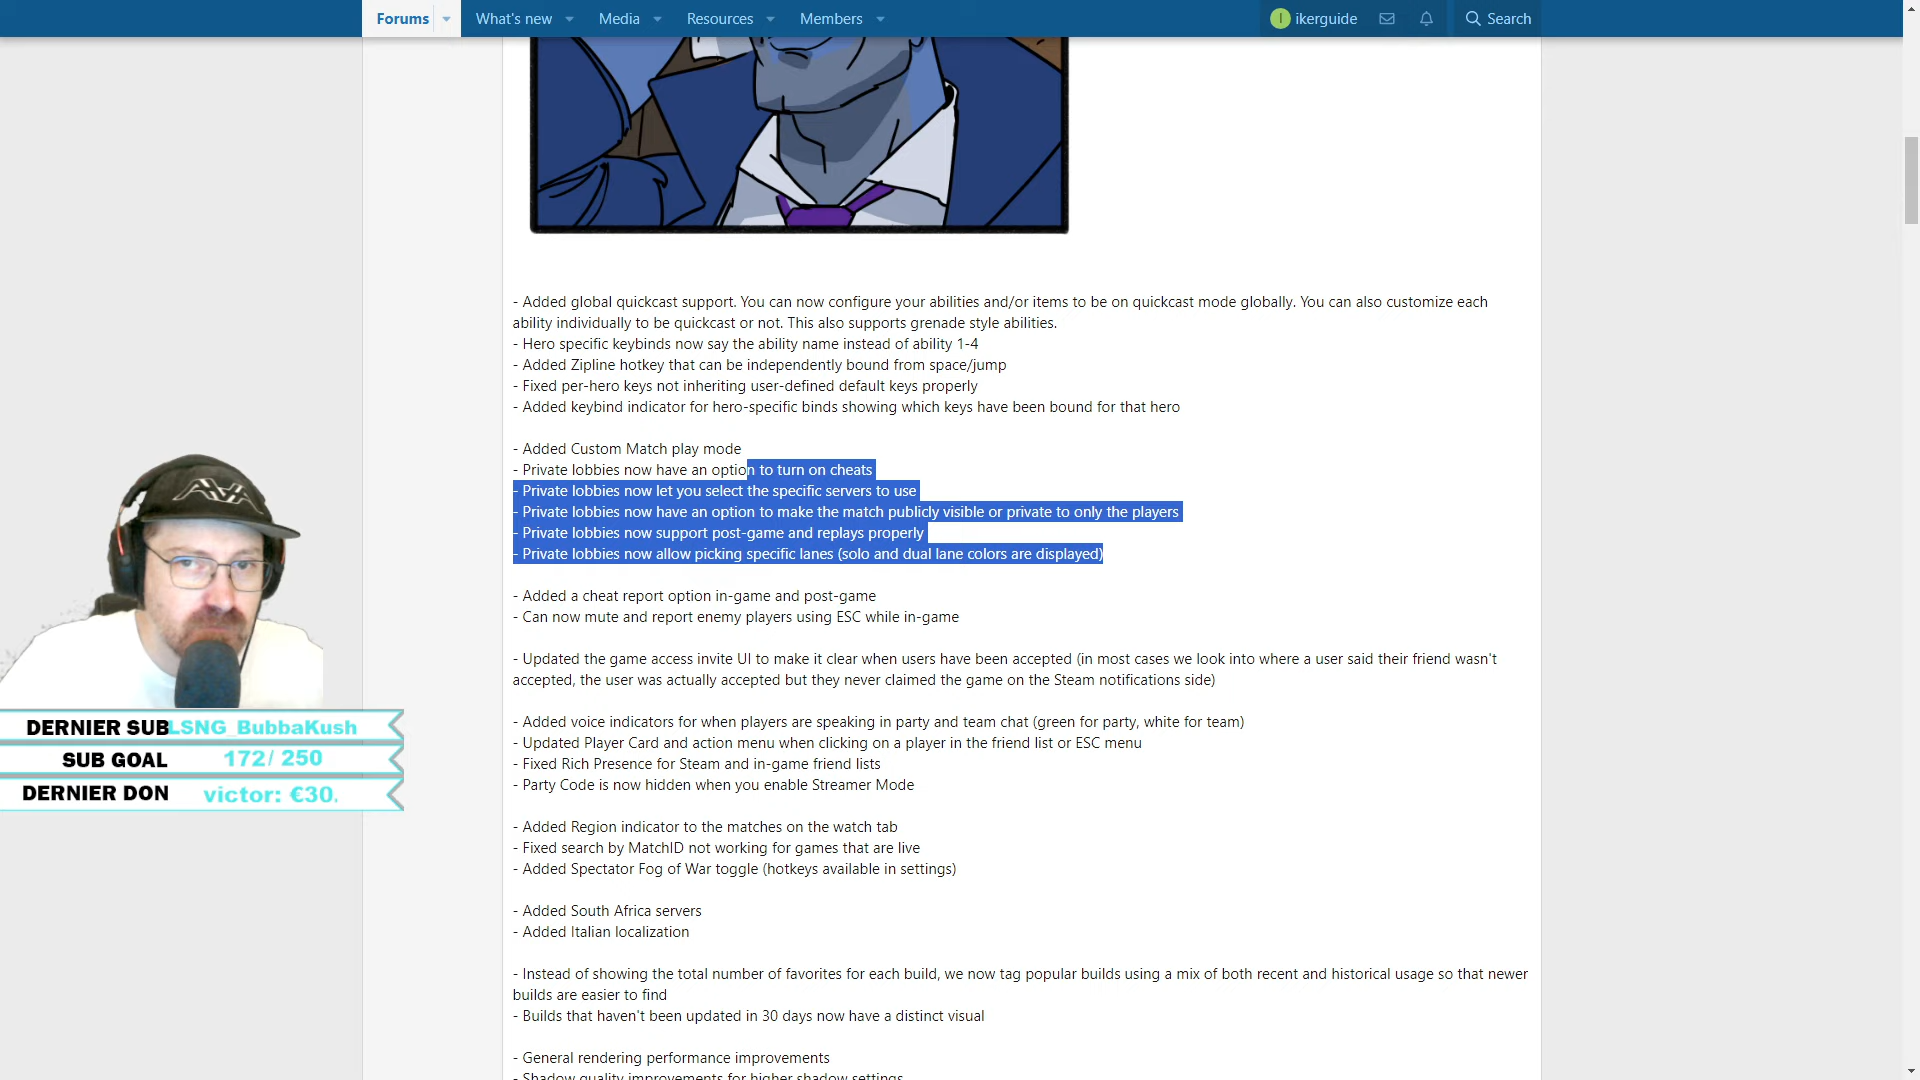 Forums What's new Media Resources Members I ikerguide Search
- Added global quickcast support. You can now configure your abilities and/or items to be on quickcast mode globally. You can also customize each
ability individually to be quickcast or not. This also supports grenade style abilities.
- Hero specific keybinds now say the ability name instead of ability 1-4
- Added Zipline hotkey that can be independently bound from space/jump
- Fixed per-hero keys not inheriting user-defined default keys properly
- Added keybind indicator for hero-specific binds showing which keys have been bound for that hero
- Added Custom Match play mode
- Private lobbies now have an option to turn on cheats
- Private lobbies now let you select the specific servers to use
- Private lobbies now have an option to make the match publicly visible or private to only the players
- Private lobbies now support post-game and replays properly
- Private lobbies now allow picking specific lanes (solo and dual lane colors are displayed)
- Added a cheat report option in-game and post-game
- Can now mute and report enemy players using ESC while in-game
- Updated the game access invite UI to make it clear when users have been accepted (in most cases we look into where a user said their friend wasn't
accepted, the user was actually accepted but they never claimed the game on the Steam notifications side)
- Added voice indicators for when players are speaking in party and team chat (green for party, white for team)
- Updated Player Card and action menu when clicking on a player in the friend list or ESC menu
- Fixed Rich Presence for Steam and in-game friend lists
- Party Code is now hidden when you enable Streamer Mode
- Added Region indicator to the matches on the watch tab
- Fixed search by MatchID not working for games that are live
- Added Spectator Fog of War toggle (hotkeys available in settings)
- Added South Africa servers
- Added Italian localization
- Instead of showing the total number of favorites for each build, we now tag popular builds using a mix of both recent and historical usage so that newer
builds are easier to find
- Builds that haven't been updated in 30 days now have a distinct visual
- General rendering performance improvements
- Shadow quality improvements for higher shadow settings
DERNIER SUB LSNG_BubbaKush
SUB GOAL 172/ 250
DERNIER DON victor: €30.